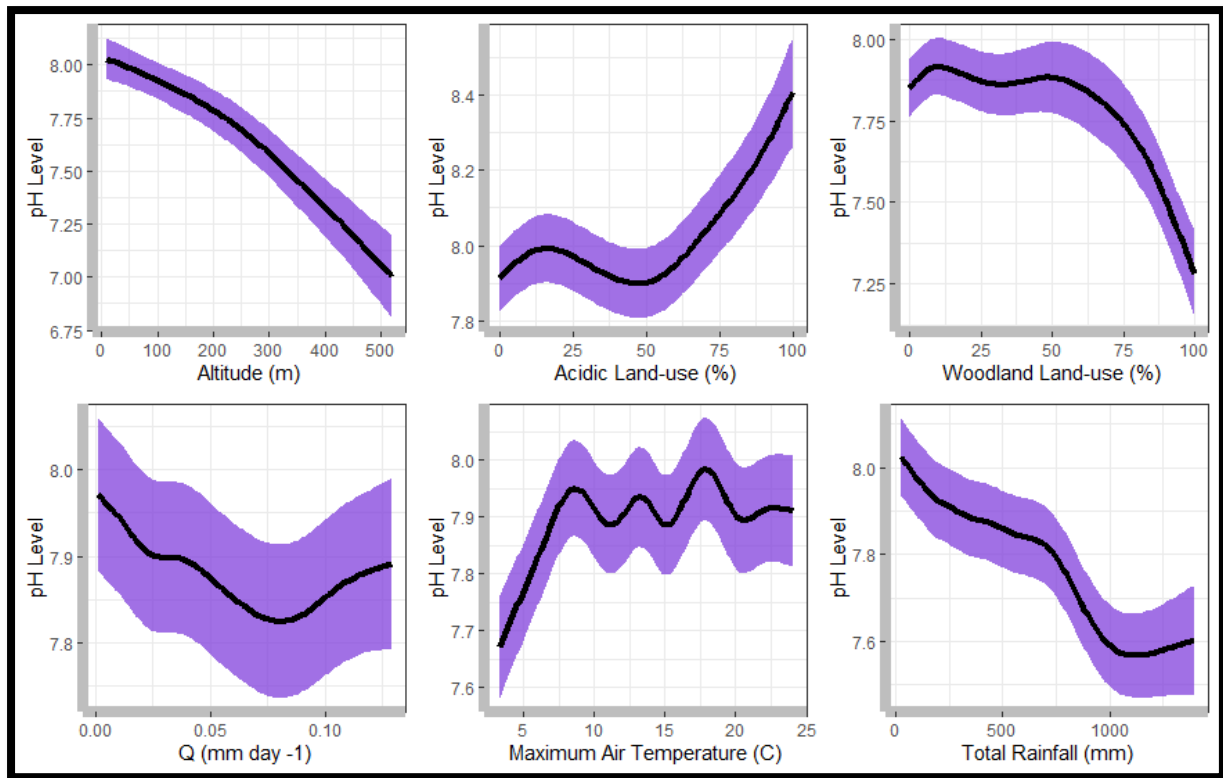 pH Level
8.00
7.75
7.50
7.25
7.00
6.75
0 100 200 300 400 500
Altitude (m)
pH Level
8.4
8.2
8.0
7.8
0 25 50 75 100
Acidic Land-use (%)
pH Level
8.00
7.75
7.50
7.25
0 25 50 75 100
Woodland Land-use (%)
pH Level
8.0
7.9
7.8
0.00 0.05 0.10
Q (mm day -1)
pH Level
8.0
7.9
7.8
7.7
7.6
5 10 15 20 25
Maximum Air Temperature (C)
pH Level
8.0
7.8
7.6
0 500 1000
Total Rainfall (mm)